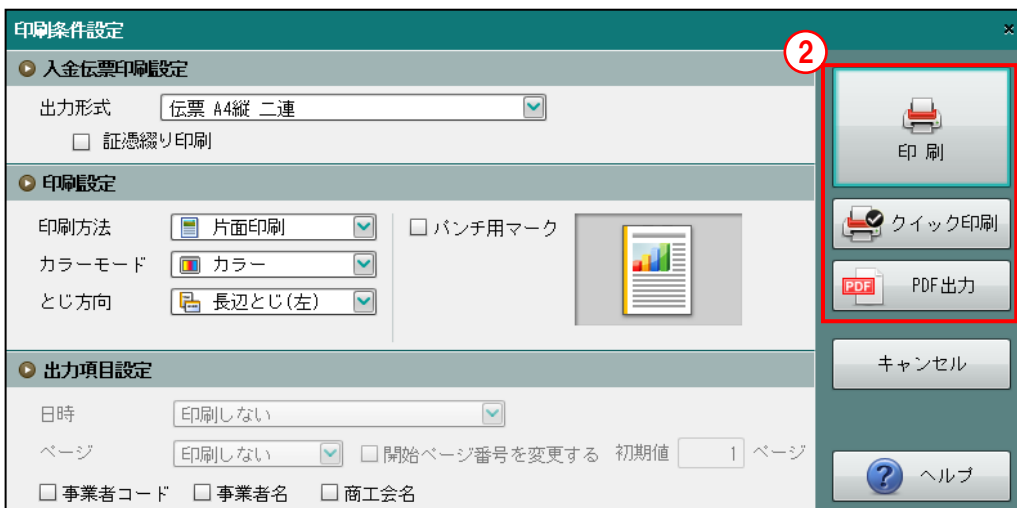 印刷条件設定 ×
入金伝票印刷設定
出力形式 伝票 A4縦 二連
証憑綴り印刷
印刷設定
印刷方法 片面印刷 パンチ用マーク
カラーモード カラー
とじ方向 長辺とじ(左)
出力項目設定
日時 印刷しない
ページ 印刷しない 開始ページ番号を変更する 初期値 1 ページ
事業者コード 事業者名 商工会名
2
印 刷
クイック印刷
PDF PDF出力
キャンセル
? ヘルプ